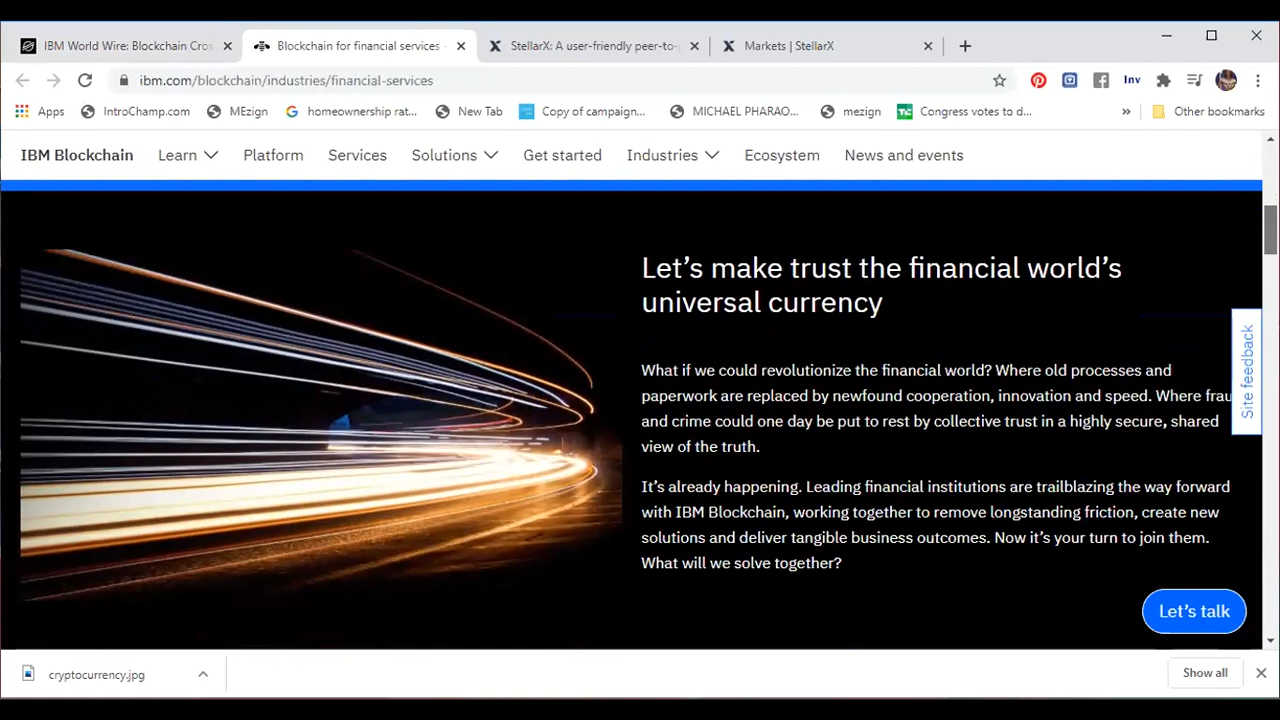 IBM World Wire: Blockchain Cros
Blockchain for financial services -
StellarX: A user-friendly peer-to-
Markets | StellarX
ibm.com/blockchain/industries/financial-services
Inv
Apps
IntroChamp.com
MEzign
homeownership rat...
New Tab
Copy of campaign...
MICHAEL PHARAO...
mezign
Congress votes to d...
»
Other bookmarks
IBM Blockchain
Learn
Platform
Services
Solutions
Get started
Industries
Ecosystem
News and events
Let’s make trust the financial world’s
universal currency
What if we could revolutionize the financial world? Where old processes and
paperwork are replaced by newfound cooperation, innovation and speed. Where frau
and crime could one day be put to rest by collective trust in a highly secure, shared
view of the truth.
It’s already happening. Leading financial institutions are trailblazing the way forward
with IBM Blockchain, working together to remove longstanding friction, create new
solutions and deliver tangible business outcomes. Now it’s your turn to join them.
What will we solve together?
Site feedback
Let’s talk
cryptocurrency.jpg
Show all